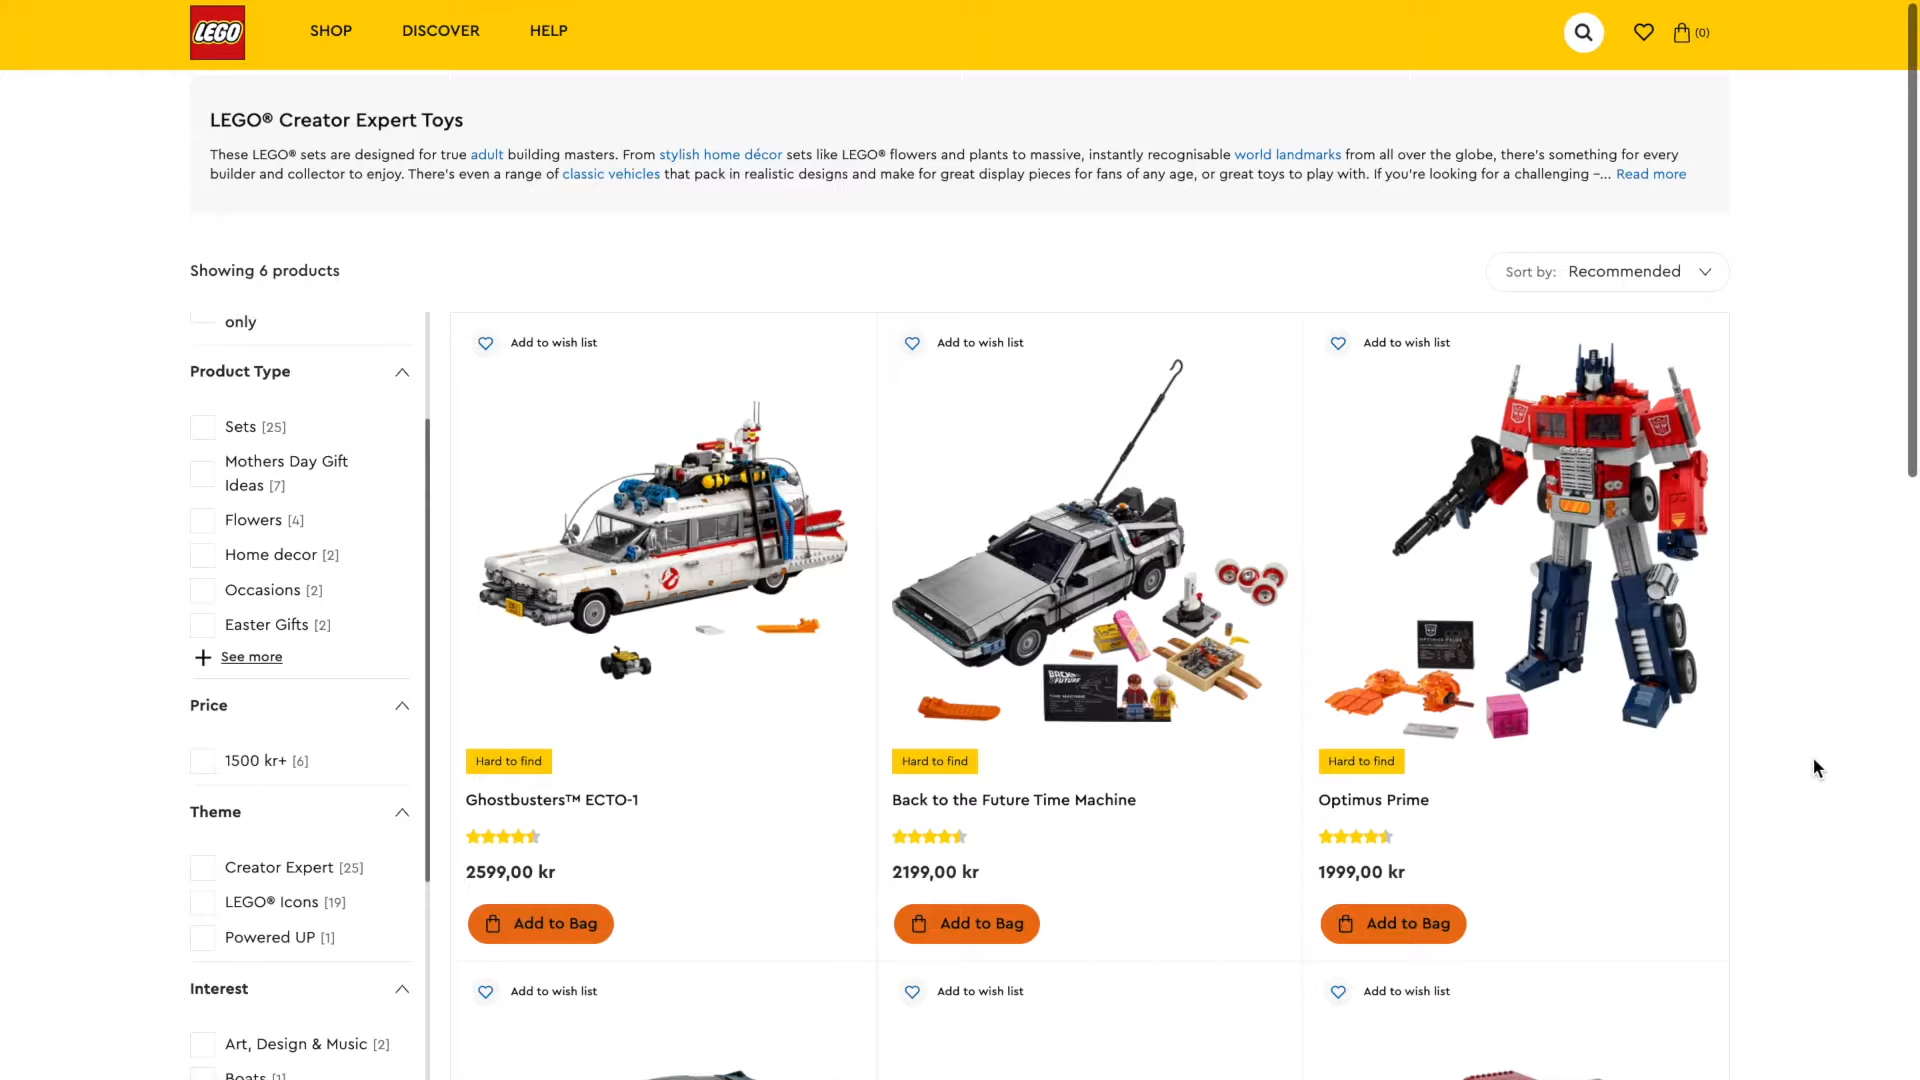 LEGO
SHOP
DISCOVER
HELP
(0)
LEGO® Creator Expert Toys
These LEGO® sets are designed for true adult building masters. From stylish home décor sets like LEGO® flowers and plants to massive, instantly recognisable world landmarks from all over the globe, there's something for every
builder and collector to enjoy. There's even a range of classic vehicles that pack in realistic designs and make for great display pieces for fans of any age, or great toys to play with. If you're looking for a challenging –... Read more
Showing 6 products
Sort by: Recommended
only
Product Type
Sets [25]
Mothers Day Gift
Ideas [7]
Flowers [4]
Home decor [2]
Occasions [2]
Easter Gifts [2]
See more
Price
1500 kr+ [6]
Theme
Creator Expert [25]
LEGO® Icons [19]
Powered UP [1]
Interest
Art, Design & Music [2]
Boats [1]
Add to wish list
Hard to find
Ghostbusters™ ECTO-1
2599,00 kr
Add to Bag
Add to wish list
BACK TO THE
FUTURE
TIME MACHINE
Hard to find
Back to the Future Time Machine
2199,00 kr
Add to Bag
Add to wish list
OPTIMUS PRIME
Hard to find
Optimus Prime
1999,00 kr
Add to Bag
Add to wish list
Add to wish list
Add to wish list